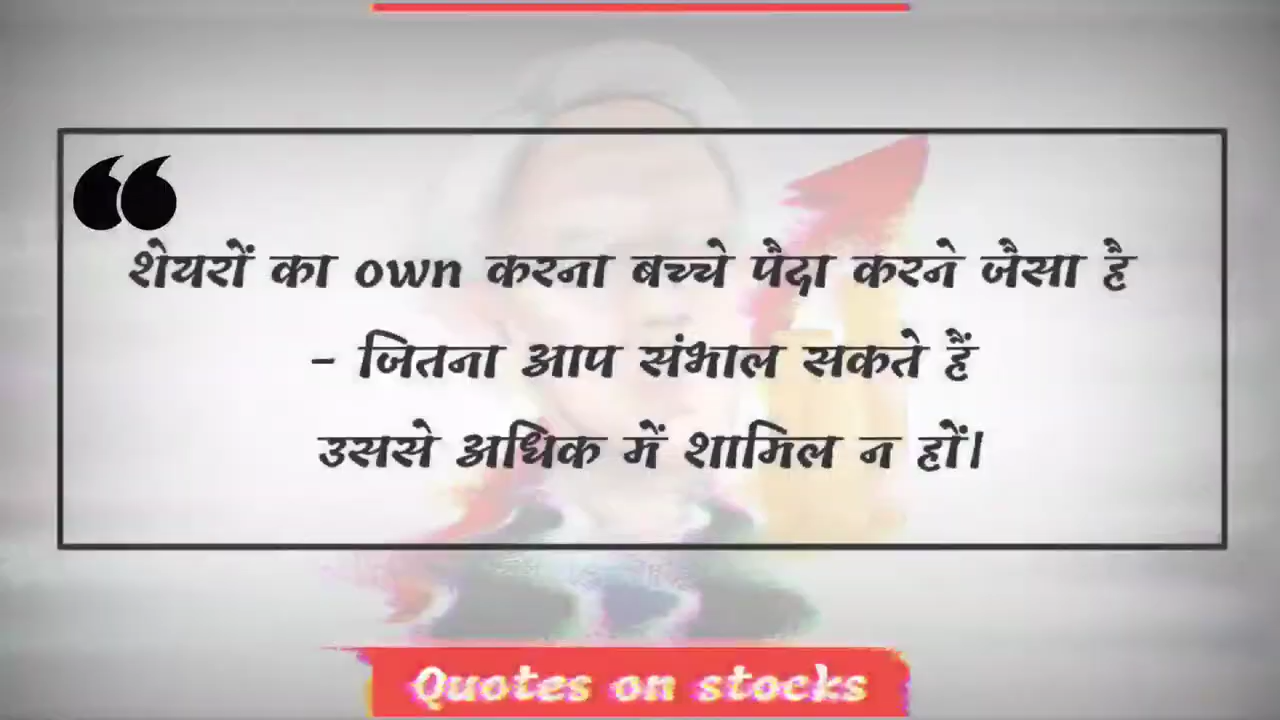 शेयरों का own करना बच्चे पैदा करने जैसा है
- जितना आप संभाल सकते हैं
उससे अधिक में शामिल न हों।
Quotes on stocks